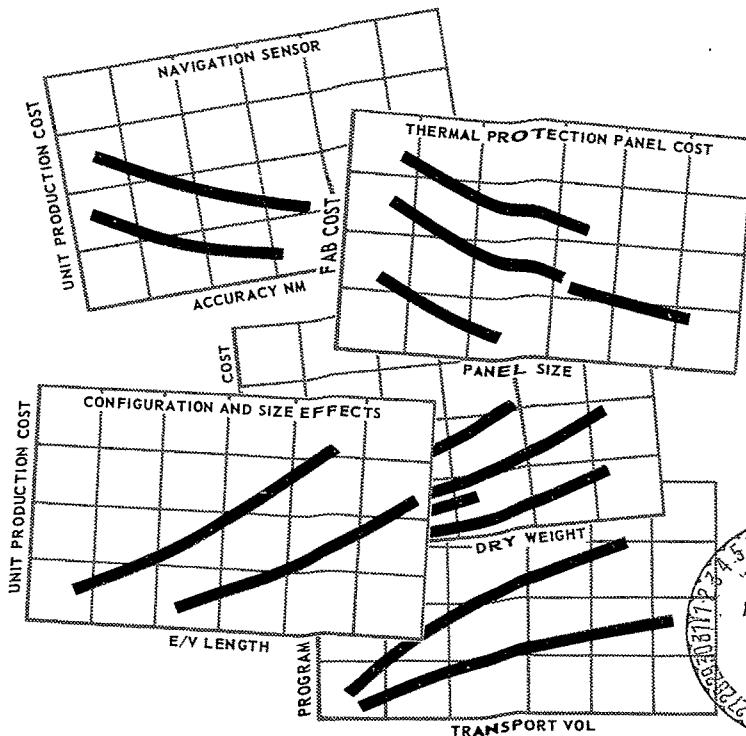 NAVIGATION SENSOR
UNIT PRODUCTION COST
ACCURACY NM
THERMAL PROTECTION PANEL COST
FAB COST
PANEL SIZE
COST
DRY WEIGHT
CONFIGURATION AND SIZE EFFECTS
UNIT PRODUCTION COST
E/V LENGTH
PROGRAM
TRANSPORT VOL